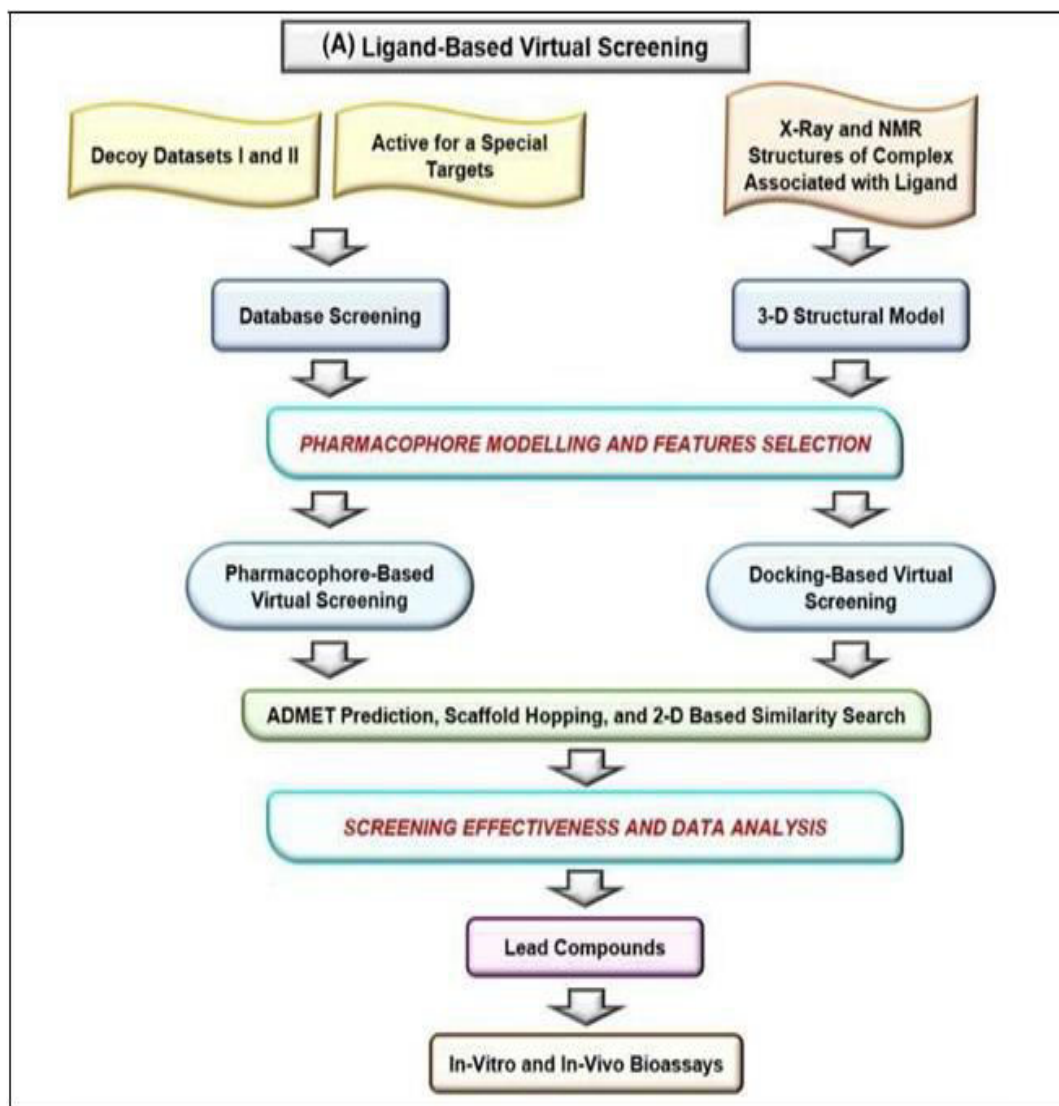 (A) Ligand-Based Virtual Screening
Decoy Datasets I and II
Active for a Special
Targets
X-Ray and NMR
Structures of Complex
Associated with Ligand
Database Screening
3-D Structural Model
PHARMACOPHORE MODELLING AND FEATURES SELECTION
Pharmacophore-Based
Virtual Screening
Docking-Based Virtual
Screening
ADMET Prediction, Scaffold Hopping, and 2-D Based Similarity Search
SCREENING EFFECTIVENESS AND DATA ANALYSIS
Lead Compounds
In-Vitro and In-Vivo Bioassays